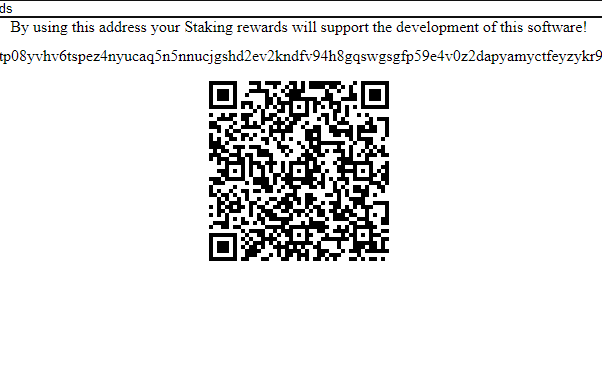 ds
By using this address your Staking rewards will support the development of this software!
tp08yvhv6tspez4nyucaq5n5nnucjgshd2ev2kndfv94h8gqswgsgfp59e4v0z2dapyamyctfeyzykr9